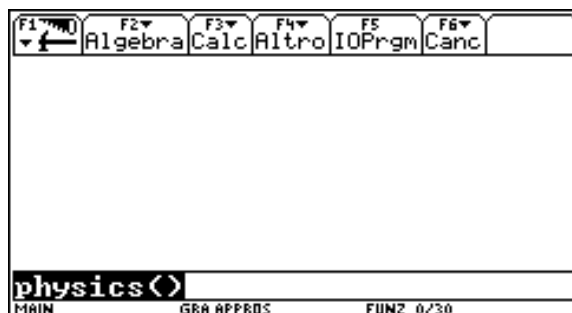 F1 F2 F3 F4 F5 F6
Algebra Calc Altro IOPrgm Canc
physics()
MAIN GRA APPROS FUNZ 0/30